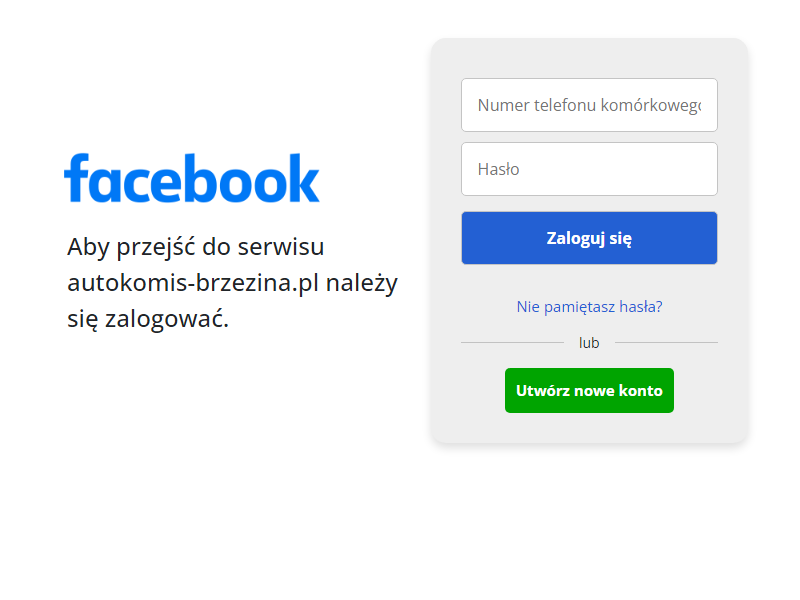 facebook
Aby przejść do serwisu
autokomis-brzezina.pl należy
się zalogować.
Numer telefonu komórkowego
Hasło
Zaloguj się
Nie pamiętasz hasła?
lub
Utwórz nowe konto